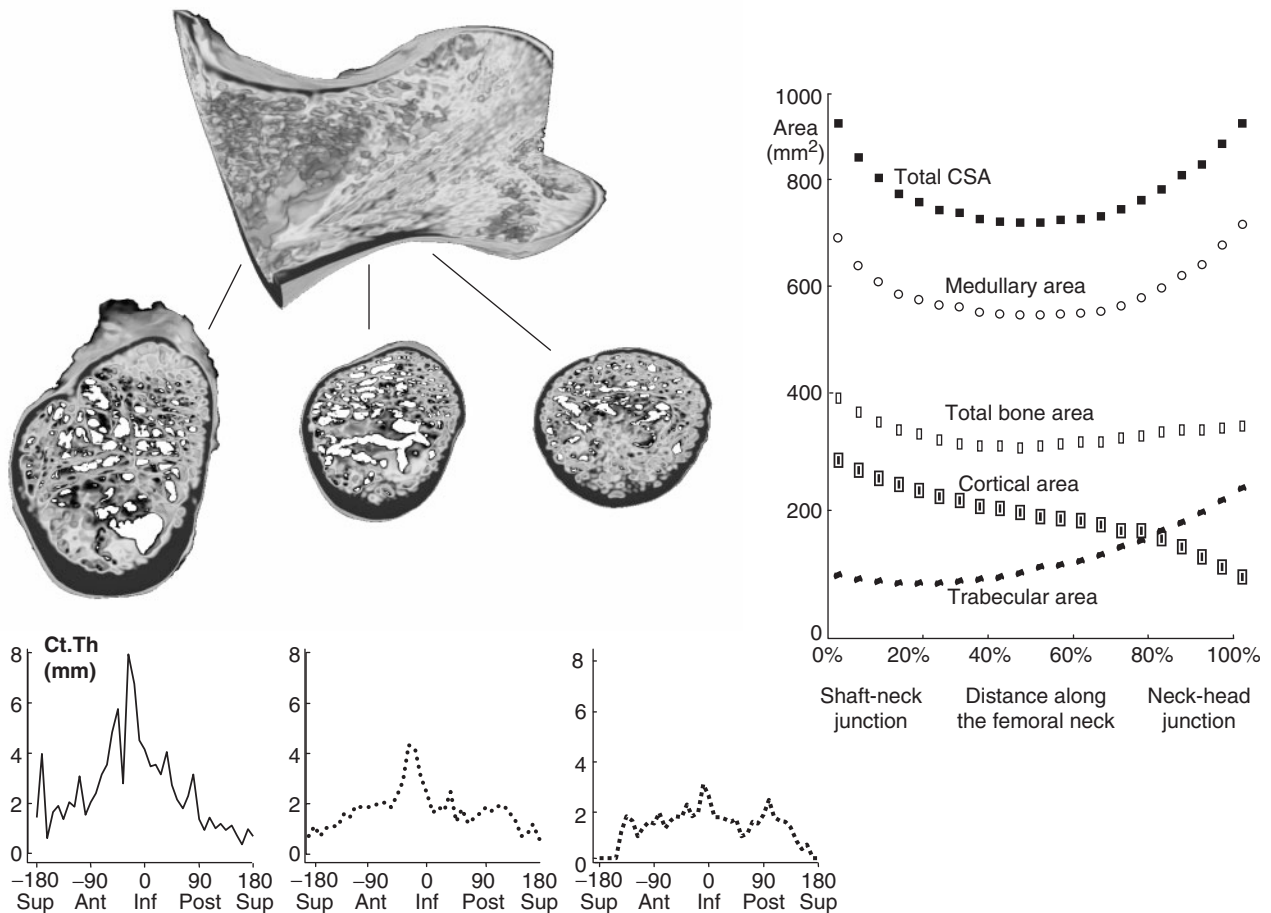 1000
Area
(mm²)
800
600
400
200
0
Total CSA
Medullary area
Total bone area
Cortical area
Trabecular area
0% 20% 40% 60% 80% 100%
Shaft-neck junction
Distance along the femoral neck
Neck-head junction
Ct.Th
(mm)
8
6
4
2
0
−180 −90 0 90 180
Sup Ant Inf Post Sup
8
6
4
2
0
−180 −90 0 90 180
Sup Ant Inf Post Sup
8
6
4
2
0
−180 −90 0 90 180
Sup Ant Inf Post Sup